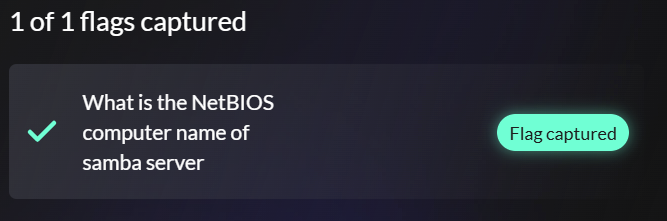 1 of 1 flags captured
What is the NetBIOS
computer name of
samba server
Flag captured